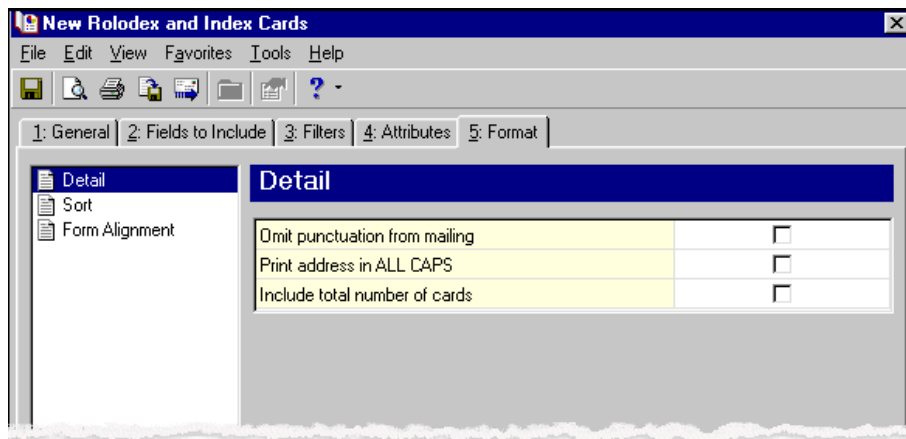 New Rolodex and Index Cards
File Edit View Favorites Tools Help
1: General 2: Fields to Include 3: Filters 4: Attributes 5: Format
Detail
Sort
Form Alignment
Detail
Omit punctuation from mailing
Print address in ALL CAPS
Include total number of cards